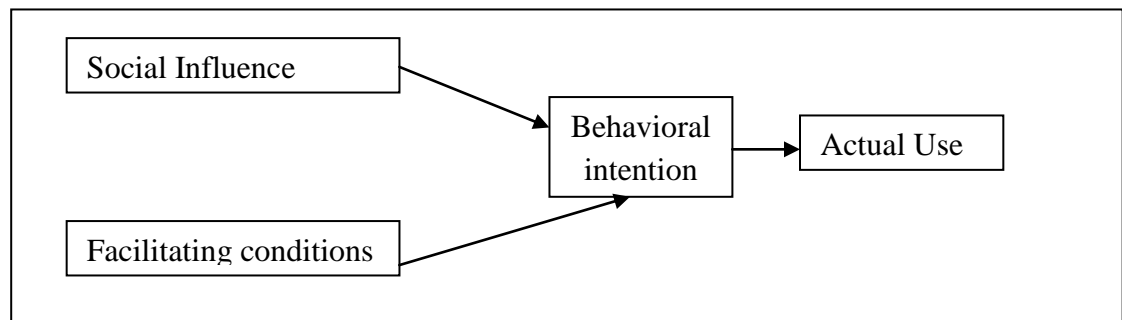 Social Influence
Behavioral
intention
Actual Use
Facilitating conditions